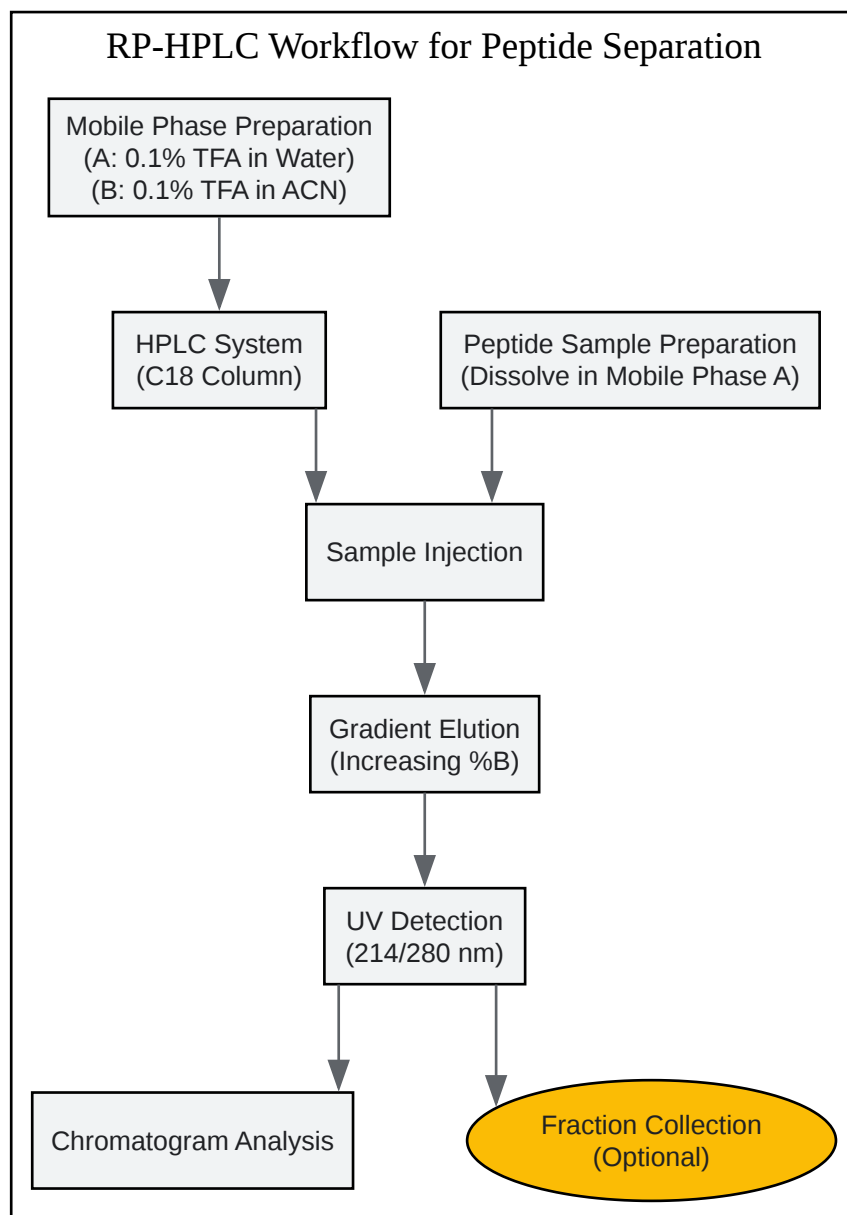 RP-HPLC Workflow for Peptide Separation
Mobile Phase Preparation
(A: 0.1% TFA in Water)
(B: 0.1% TFA in ACN)
HPLC System
(C18 Column)
Peptide Sample Preparation
(Dissolve in Mobile Phase A)
Sample Injection
Gradient Elution
(Increasing %B)
UV Detection
(214/280 nm)
Chromatogram Analysis
Fraction Collection
(Optional)